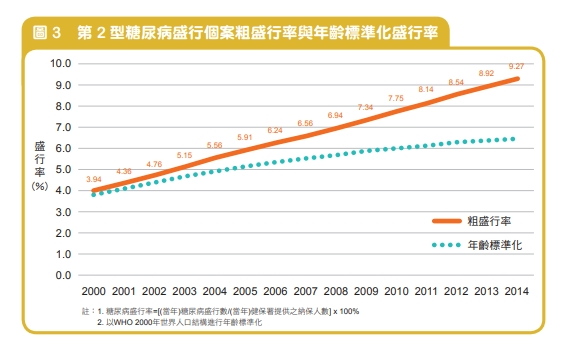 圖 3 第 2 型糖尿病盛行個案粗盛行率與年齡標準化盛行率
10.0
9.0
8.0
7.0
6.0
5.0
4.0
3.0
2.0
1.0
0.0
盛行率(%)
3.94 4.36 4.76 5.15 5.56 5.91 6.24 6.56 6.94 7.34 7.75 8.14 8.54 8.92 9.27
粗盛行率
年齡標準化
2000 2001 2002 2003 2004 2005 2006 2007 2008 2009 2010 2011 2012 2013 2014
註：1. 糖尿病盛行率=[(當年)糖尿病盛行數/(當年)健保署提供之納保人數] x 100%
2. 以WHO 2000年世界人口結構進行年齡標準化